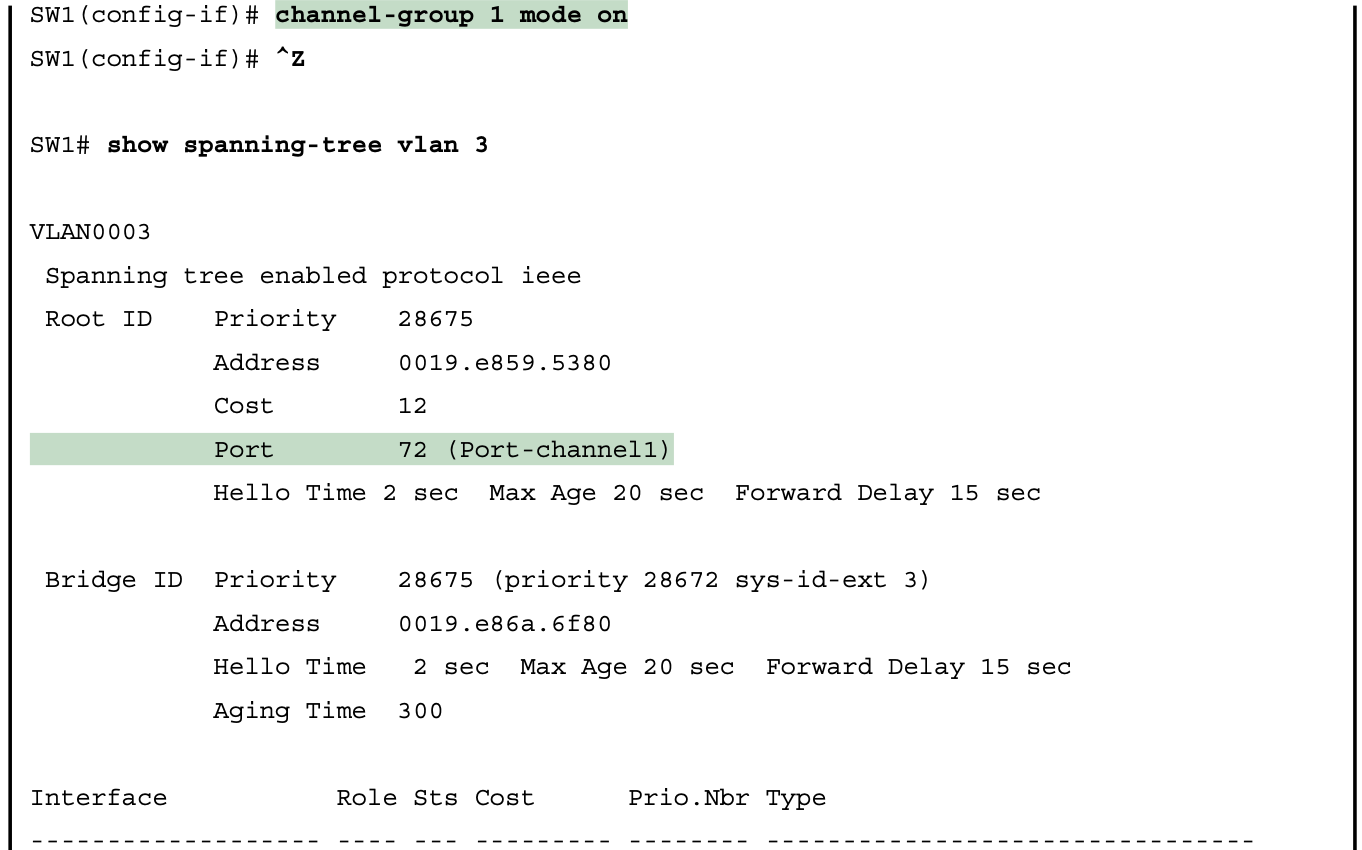 SW1(config-if)# channel-group 1 mode on
SW1(config-if)# ^Z
SW1# show spanning-tree vlan 3
VLAN0003
 Spanning tree enabled protocol ieee
 Root ID    Priority    28675
            Address     0019.e859.5380
            Cost        12
            Port        72 (Port-channel1)
            Hello Time 2 sec  Max Age 20 sec  Forward Delay 15 sec
 Bridge ID  Priority    28675 (priority 28672 sys-id-ext 3)
            Address     0019.e86a.6f80
            Hello Time   2 sec  Max Age 20 sec  Forward Delay 15 sec
            Aging Time  300
Interface           Role Sts Cost      Prio.Nbr Type
------------------- ---- --- --------- -------- --------------------------------